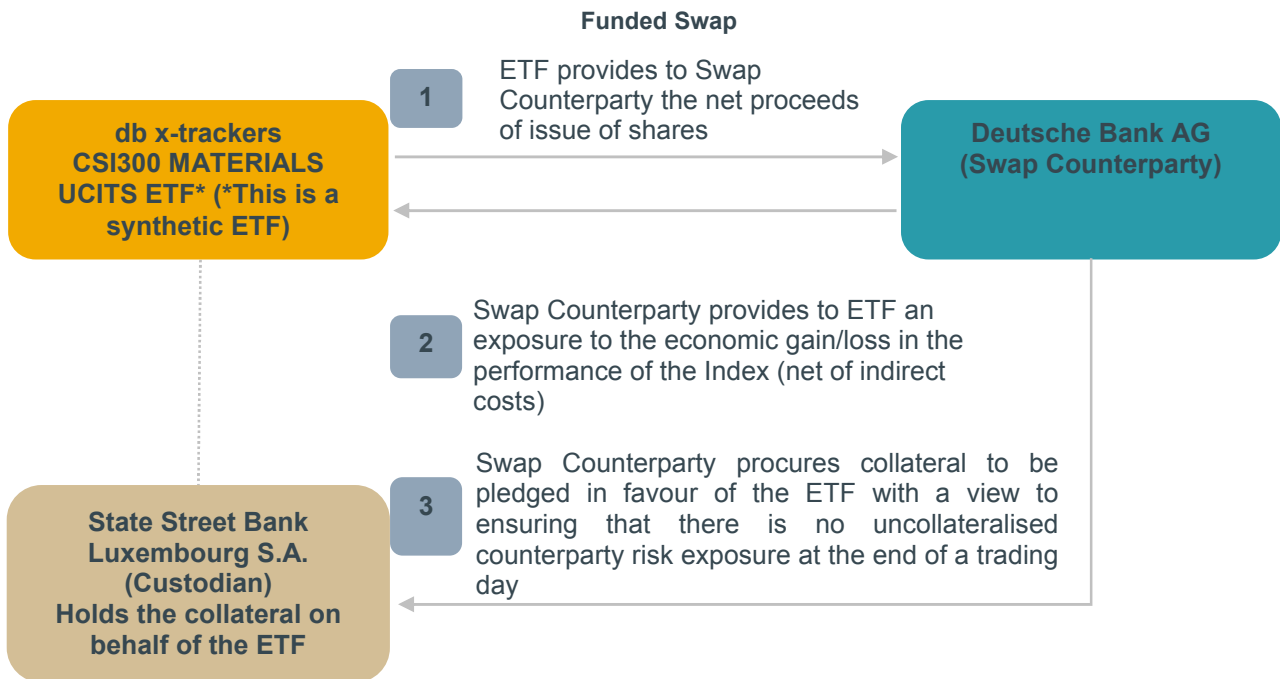 Funded Swap
1
ETF provides to Swap
Counterparty the net proceeds
of issue of shares
db x-trackers
CSI300 MATERIALS
UCITS ETF* (*This is a
synthetic ETF)
Deutsche Bank AG
(Swap Counterparty)
2
Swap Counterparty provides to ETF an
exposure to the economic gain/loss in the
performance of the Index (net of indirect
costs)
3
Swap Counterparty procures collateral to be
pledged in favour of the ETF with a view to
ensuring that there is no uncollateralised
counterparty risk exposure at the end of a trading
day
State Street Bank
Luxembourg S.A.
(Custodian)
Holds the collateral on
behalf of the ETF